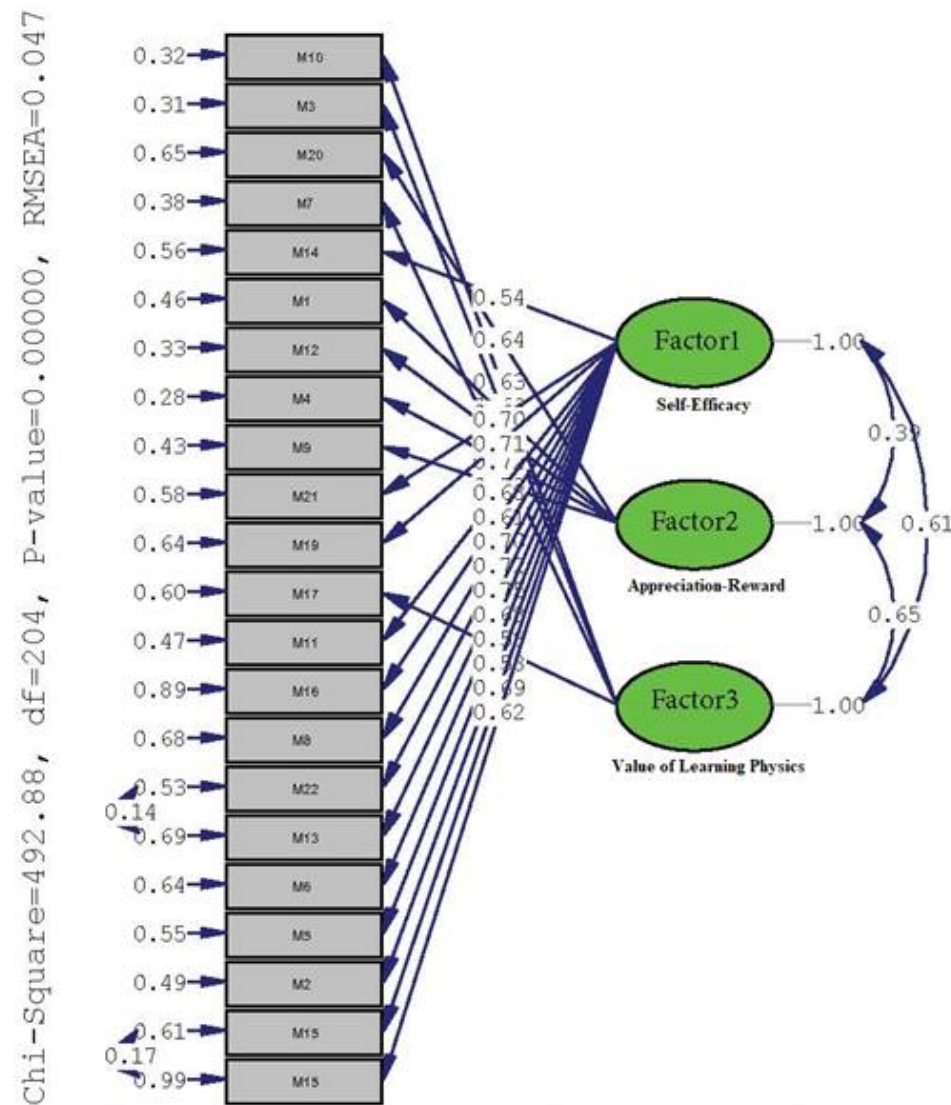 Chi-Square=492.88, df=204, P-value=0.00000, RMSEA=0.047
0.32 M10
0.31 M3
0.65 M20
0.38 M7
0.56 M14
0.46 M1
0.33 M12
0.28 M4
0.43 M9
0.58 M21
0.64 M19
0.60 M17
0.47 M11
0.89 M16
0.68 M8
0.53 M22
0.14
0.69 M13
0.64 M6
0.55 M5
0.49 M2
0.61 M15
0.17
0.99 M15
0.54
0.64
0.63
0.70
0.71
0.70
0.69
0.62
Factor1 1.00
Self-Efficacy
0.39
Factor2 1.00 0.61
Appreciation-Reward
0.65
Factor3 1.00
Value of Learning Physics